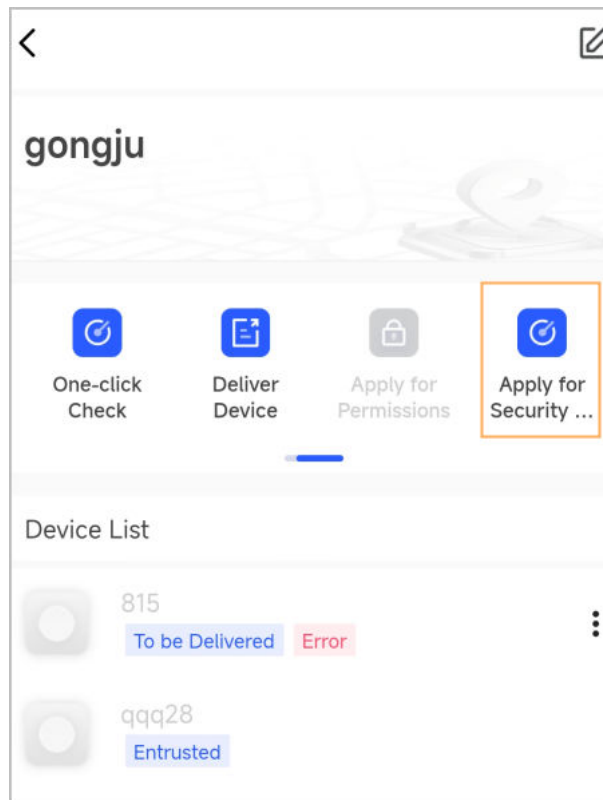 gongju
One-click
Check
Deliver
Device
Apply for
Permissions
Apply for
Security ...
Device List
815
To be Delivered
Error
qqq28
Entrusted